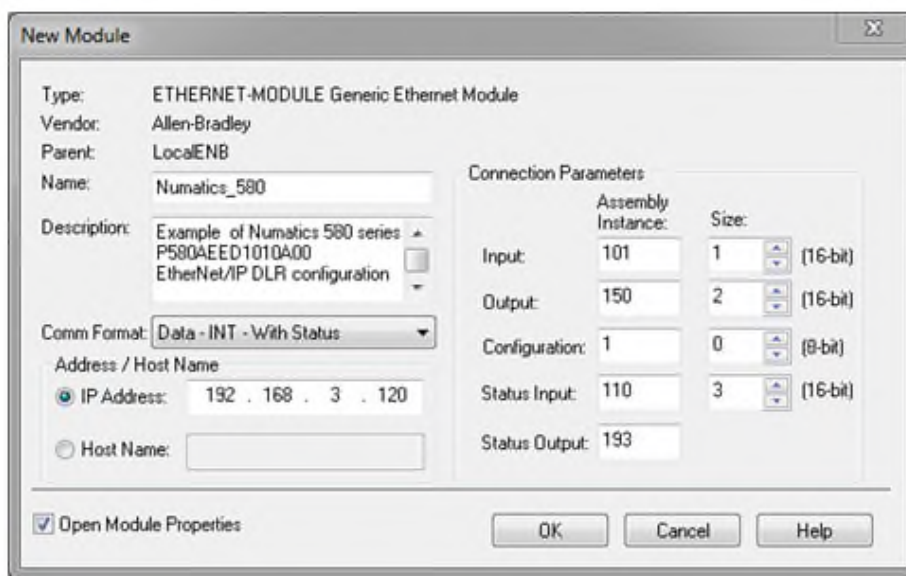 New Module
Type: ETHERNET-MODULE Generic Ethernet Module
Vendor: Allen-Bradley
Parent: LocalENB
Name: Numatics_580
Description: Example of Numatics 580 series
P580AEED1010A00
EtherNet/IP DLR configuration
Comm Format: Data - INT - With Status
Address / Host Name
IP Address: 192 . 168 . 3 . 120
Host Name:
Connection Parameters
Assembly
Instance: Size:
Input: 101 1 (16-bit)
Output: 150 2 (16-bit)
Configuration: 1 0 (8-bit)
Status Input: 110 3 (16-bit)
Status Output: 193
Open Module Properties
OK Cancel Help